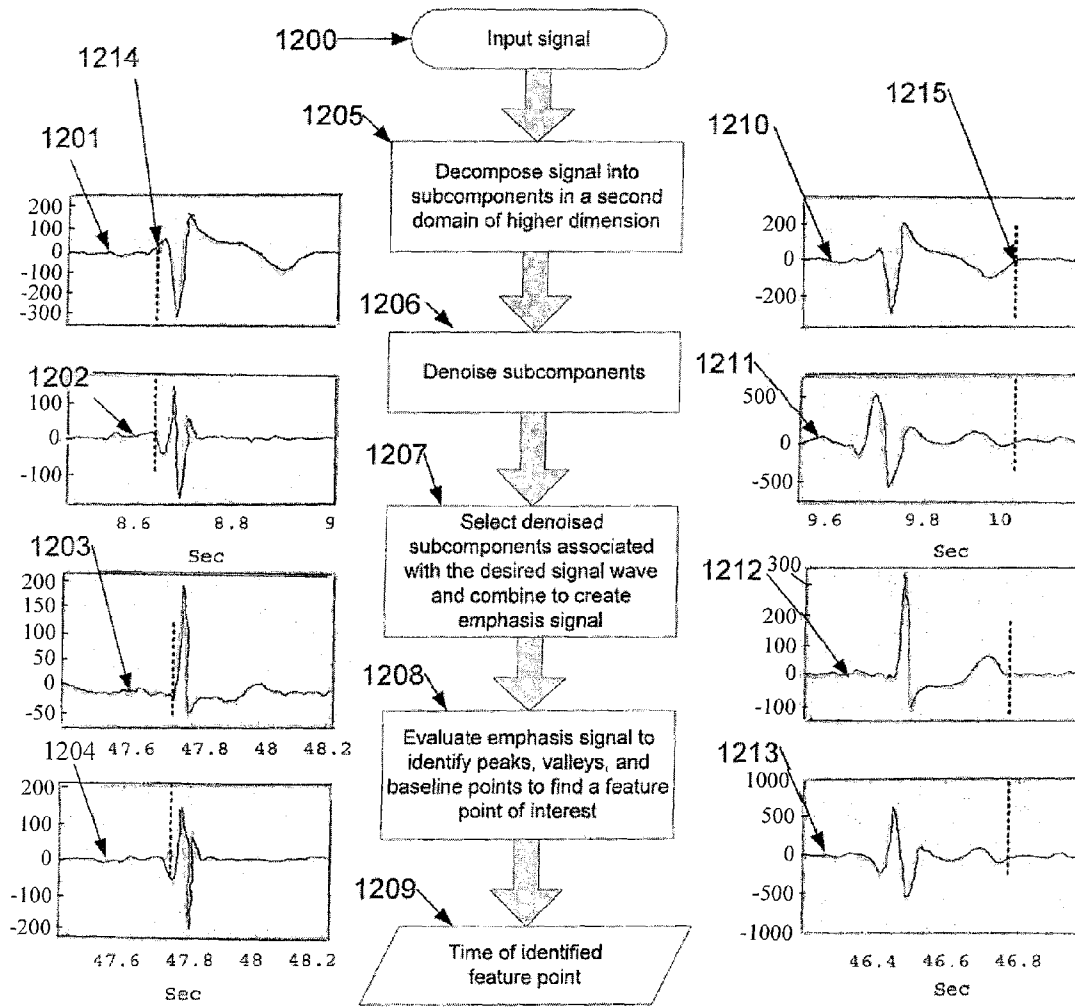 1200
Input signal
1214
1201
1205
Decompose signal into
subcomponents in a second
domain of higher dimension
1210
1215
200
100
0
-100
-200
-300
200
0
-200
1206
Denoise subcomponents
1202
100
0
-100
8.6 8.8 9
Sec
1211
500
0
-500
9.6 9.8 10
Sec
1207
Select denoised
subcomponents associated
with the desired signal wave
and combine to create
emphasis signal
1203
200
150
100
50
0
-50
47.6 47.8 48 48.2
1212
300
200
100
0
-100
1208
Evaluate emphasis signal to
identify peaks, valleys, and
baseline points to find a feature
point of interest
1204
200
100
0
-100
-200
47.6 47.8 48 48.2
Sec
1213
1000
500
0
-500
-1000
46.4 46.6 46.8
Sec
1209
Time of identified
feature point